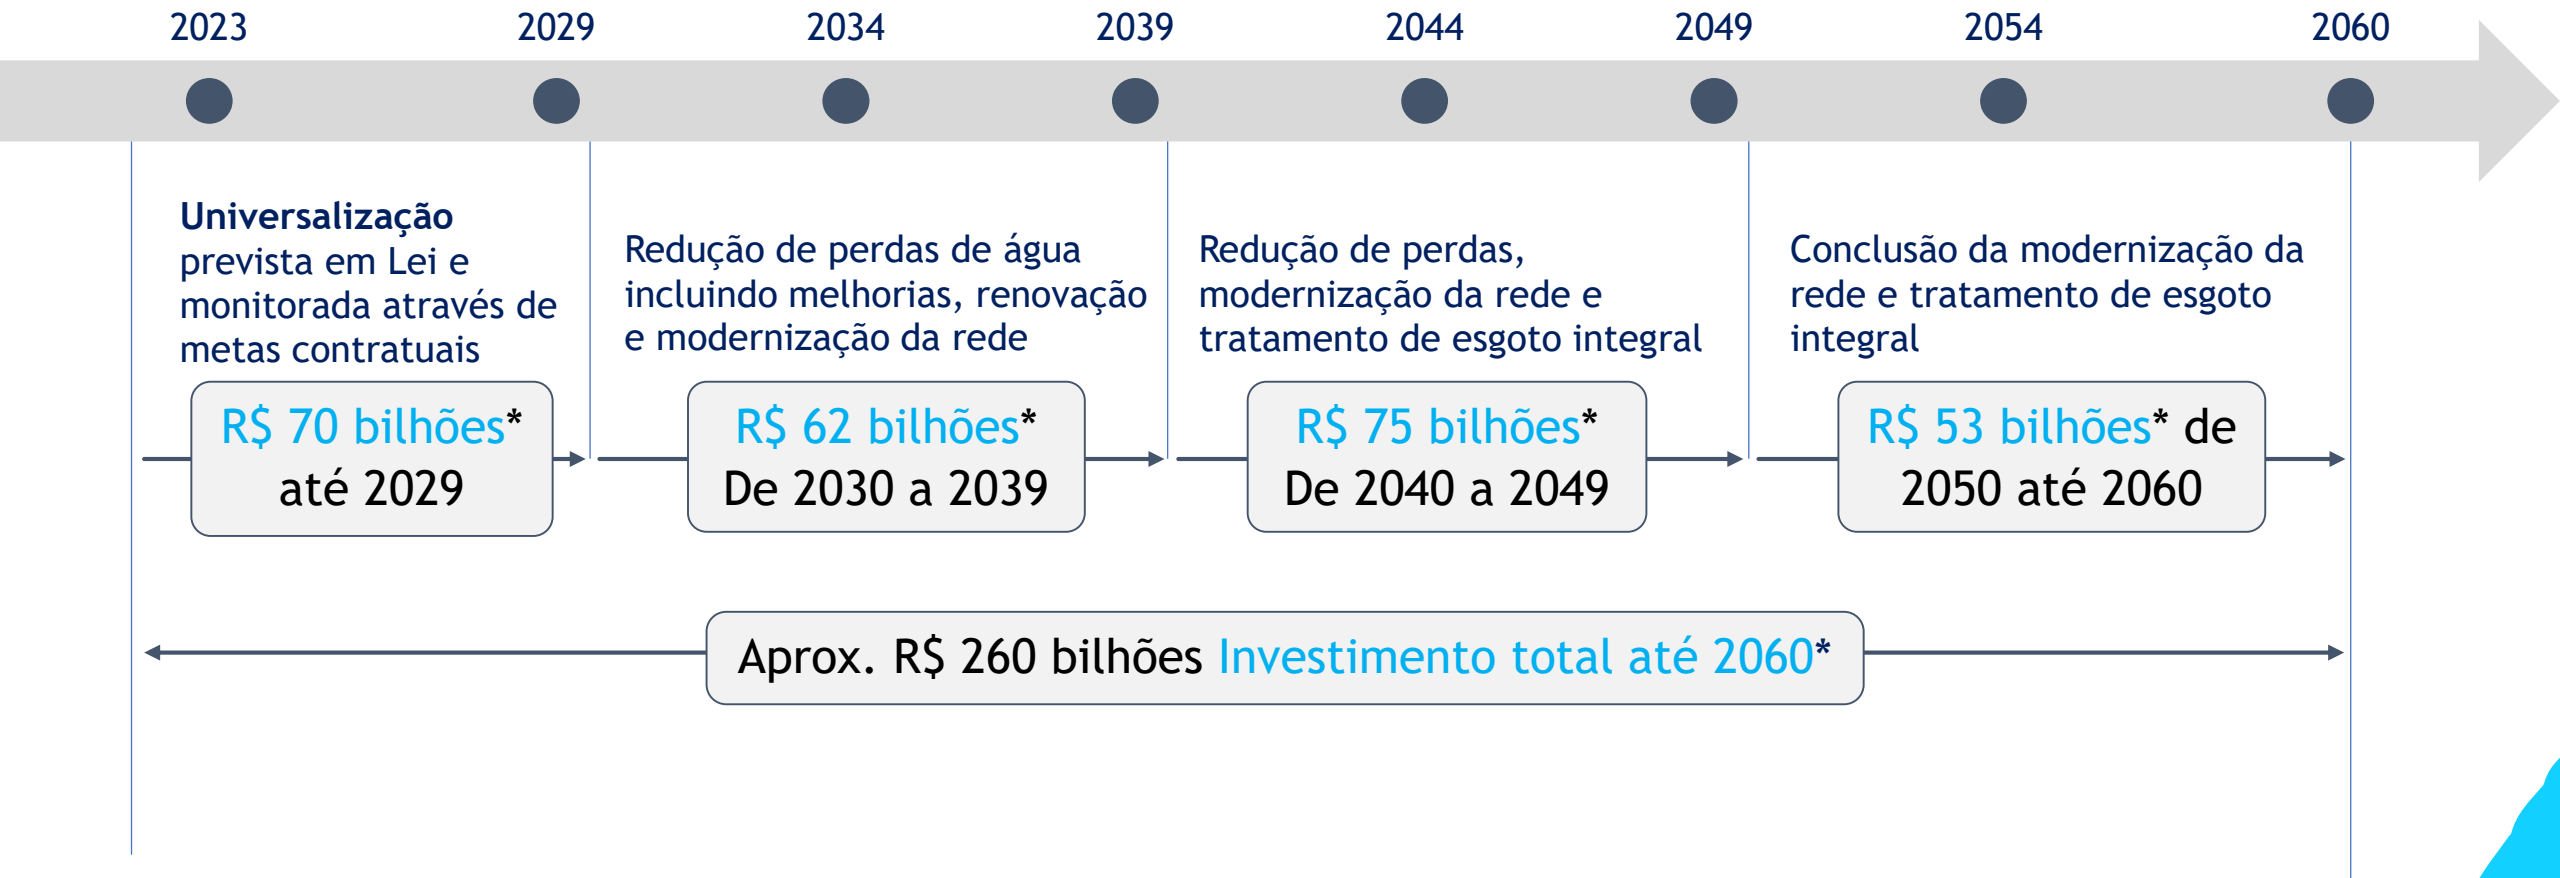 2023
2029
2034
2039
2044
2049
2054
2060
Universalização
prevista em Lei e
monitorada através de
metas contratuais
R$ 70 bilhões*
até 2029
Redução de perdas de água
incluindo melhorias, renovação
e modernização da rede
R$ 62 bilhões*
De 2030 a 2039
Redução de perdas,
modernização da rede e
tratamento de esgoto integral
R$ 75 bilhões*
De 2040 a 2049
Conclusão da modernização da
rede e tratamento de esgoto
integral
R$ 53 bilhões* de
2050 até 2060
Aprox. R$ 260 bilhões Investimento total até 2060*